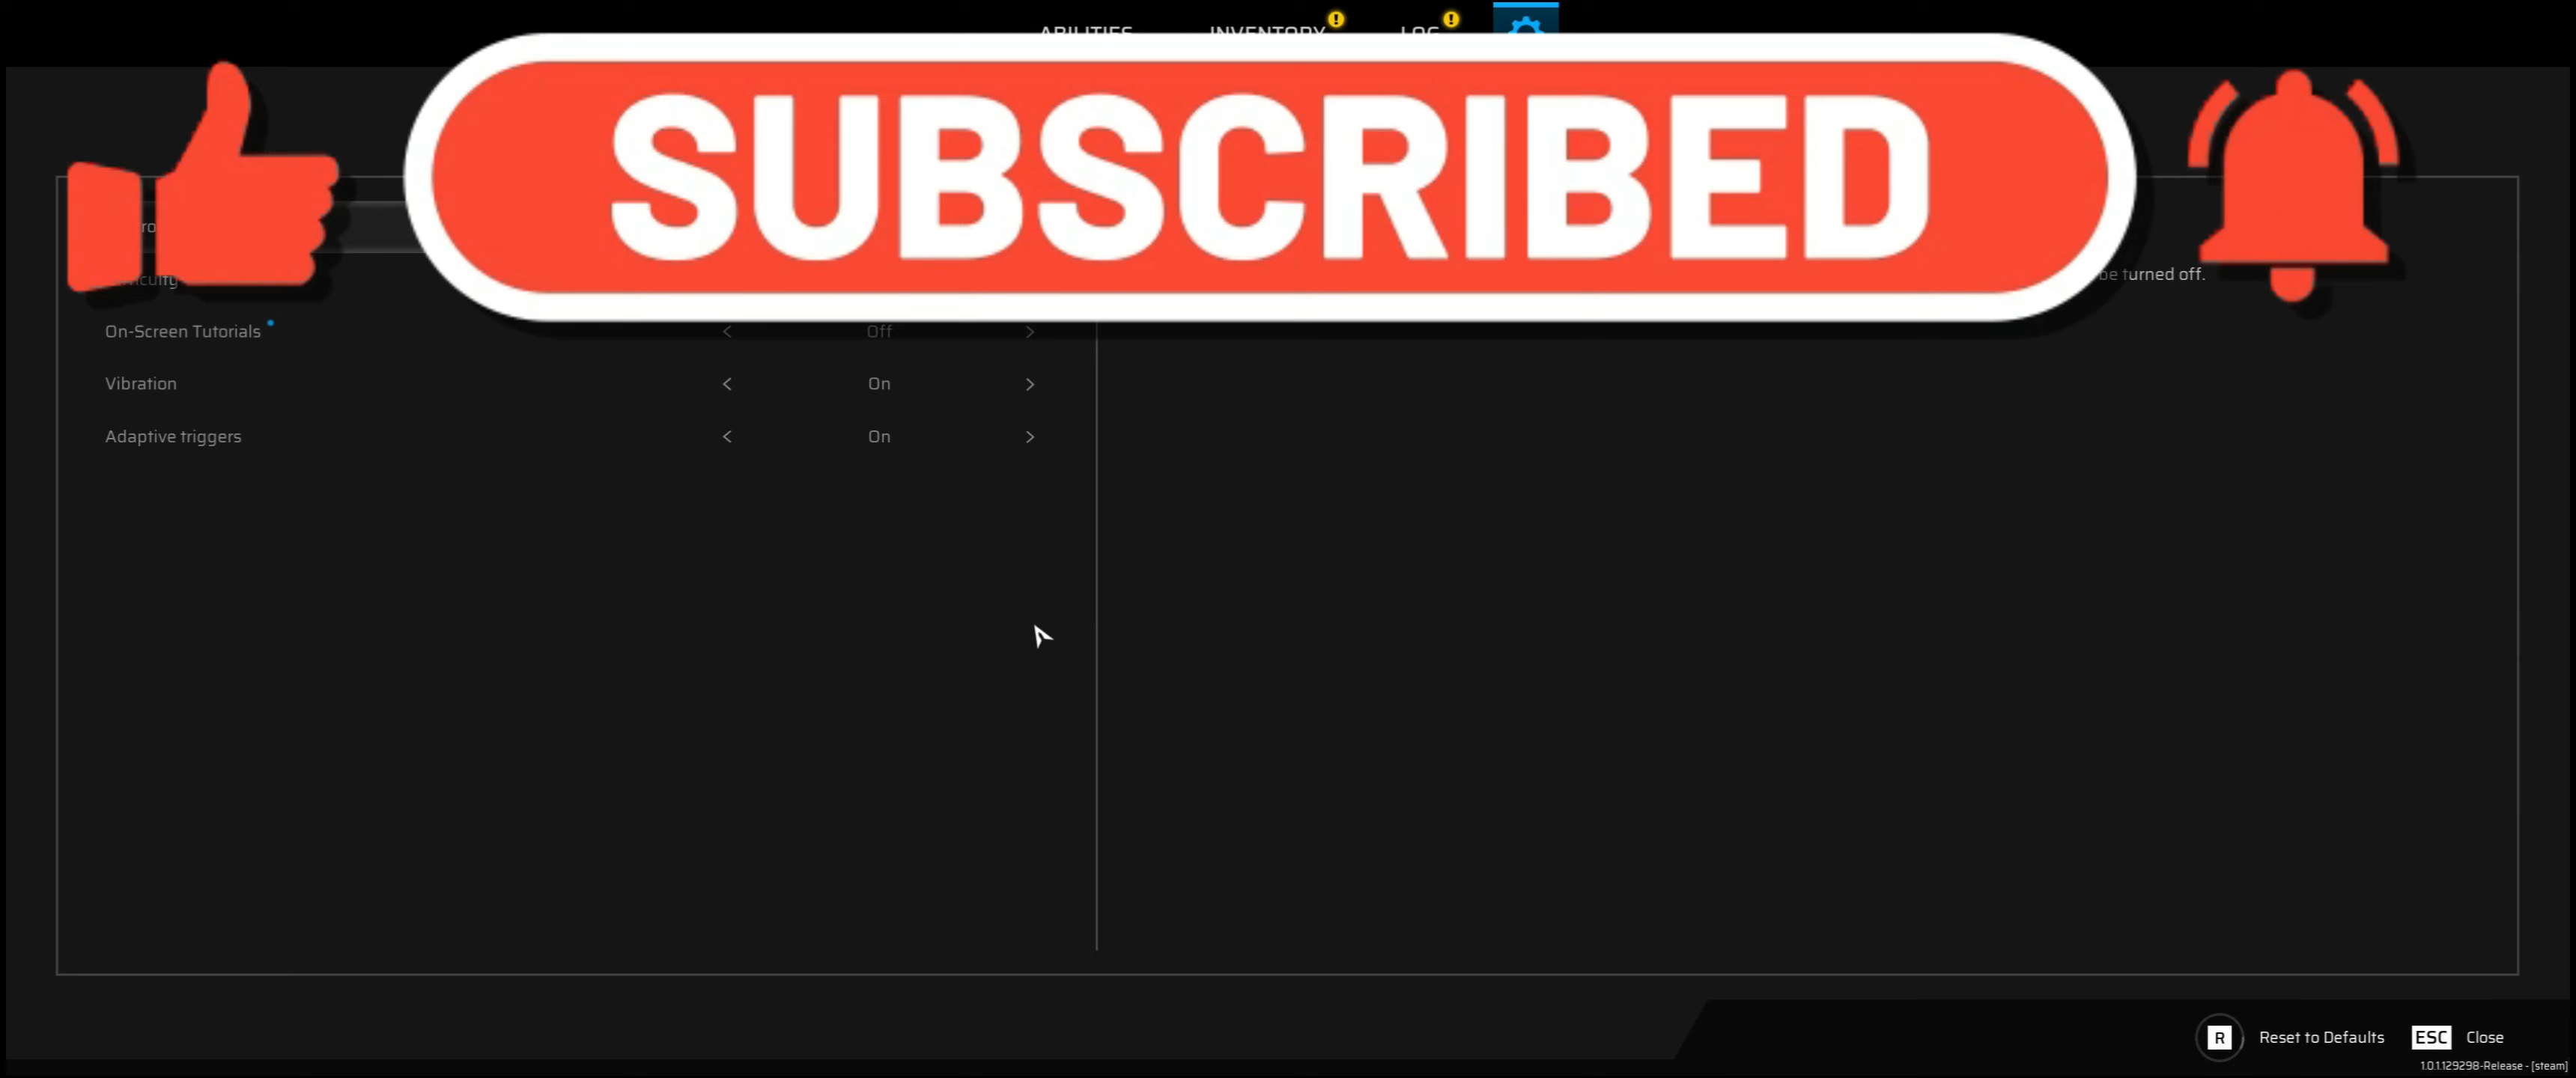 ABILITIES INVENTORY ! LOG !
SUBSCRIBED
be turned off.
On-Screen Tutorials < Off >
Vibration < On >
Adaptive triggers < On >
R Reset to Defaults ESC Close
1.0.1.129298-Release - [steam]